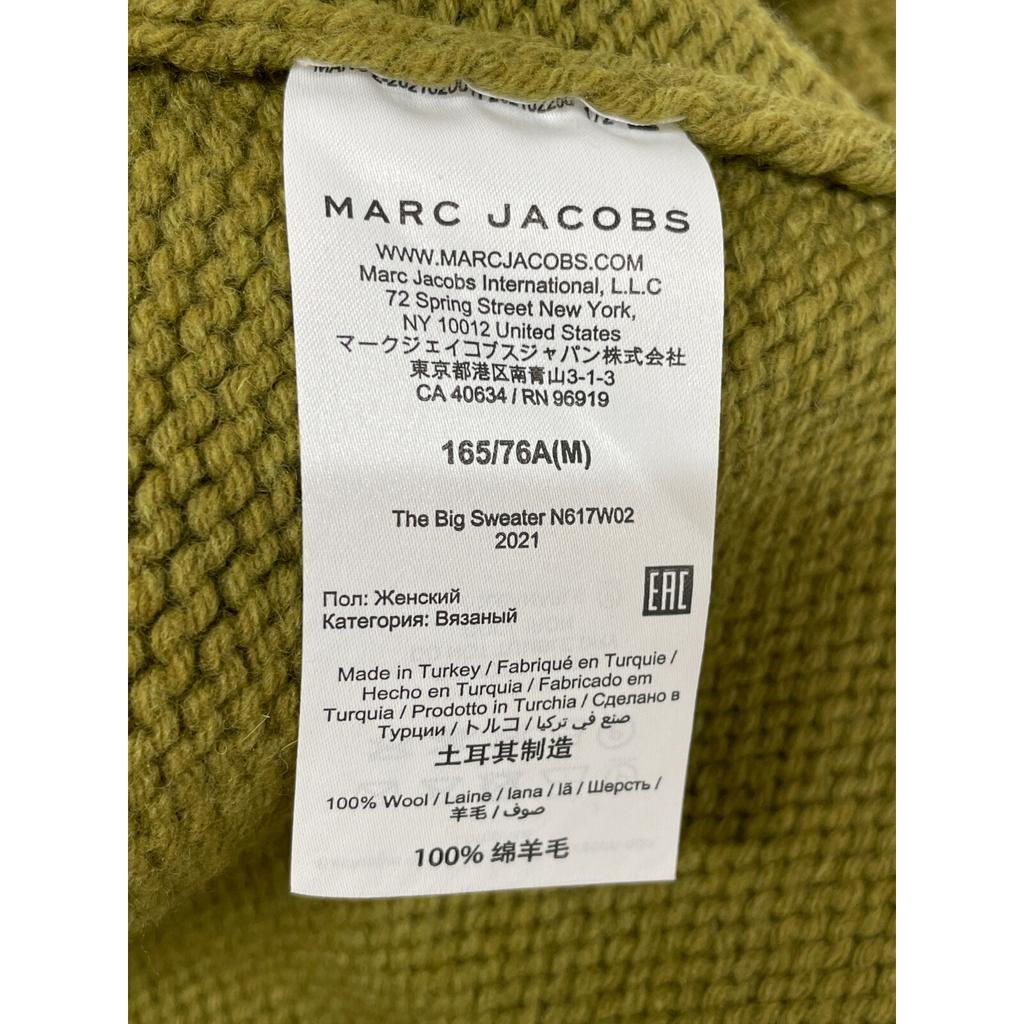 MARC JACOBS
WWW.MARCJACOBS.COM
Marc Jacobs International, L.L.C
72 Spring Street New York,
NY 10012 United States
マークジェイコブスジャパン株式会社
東京都港区南青山3-1-3
CA 40634 / RN 96919
165/76A(M)
The Big Sweater N617W02
2021
EAC
Пол: Женский
Категория: Вязаный
Made in Turkey / Fabriqué en Turquie /
Hecho en Turquia / Fabricado em
Turquia / Prodotto in Turchia / Сделано в
Турции / トルコ / صنع في تركيا
土耳其制造
100% Wool / Laine / lana / lã / Шерсть /
羊毛 / صوف
100% 绵羊毛